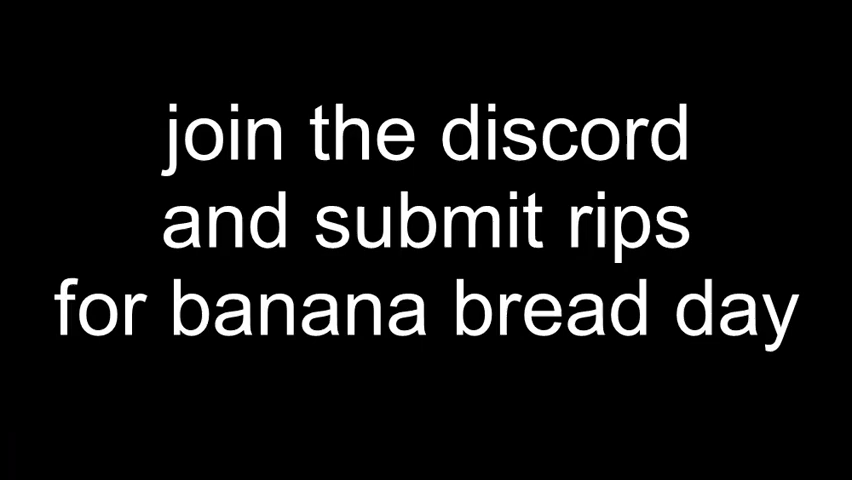 join the discord
and submit rips
for banana bread day